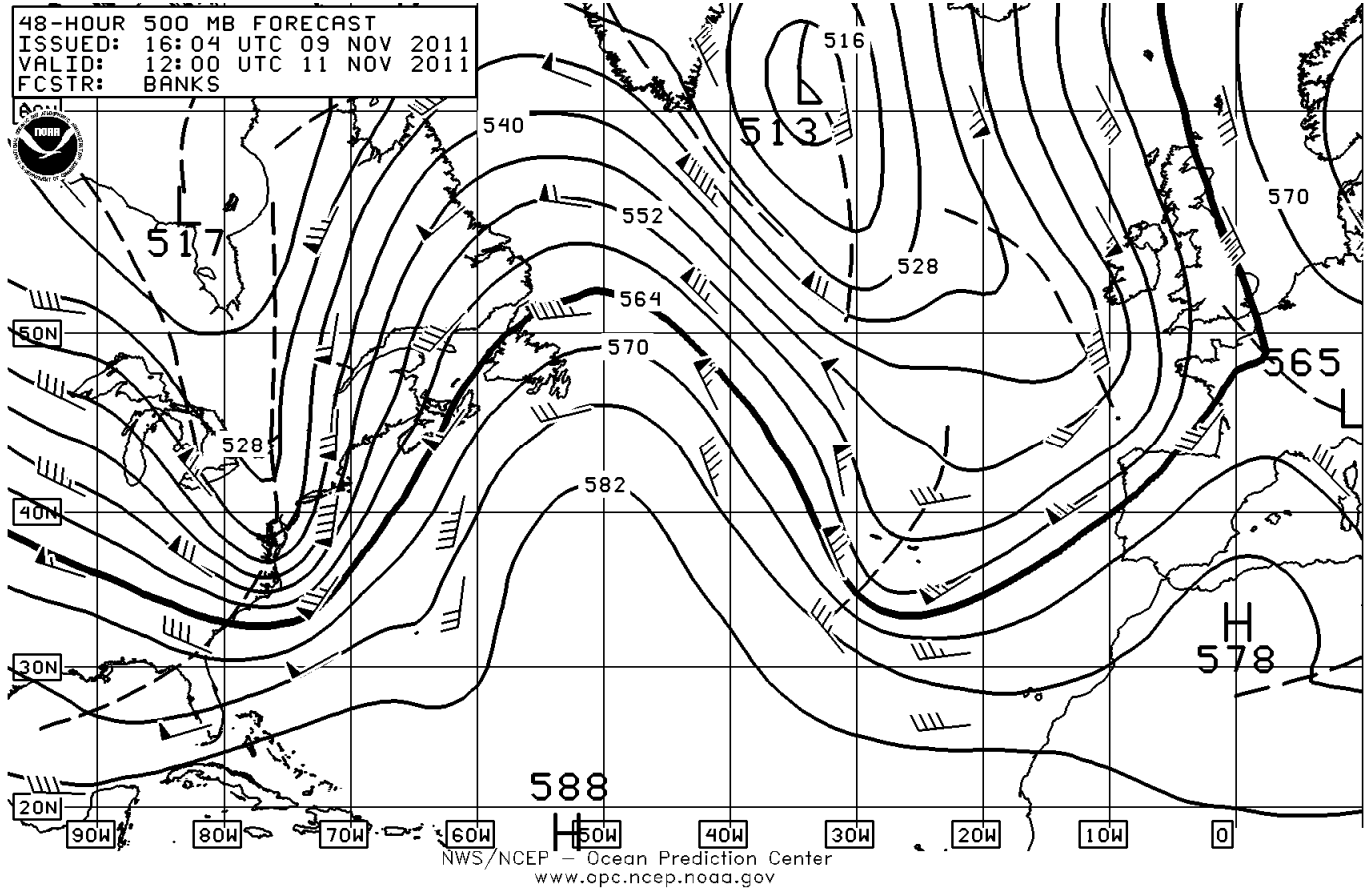 48-HOUR 500 MB FORECAST
ISSUED: 16:04 UTC 09 NOV 2011
VALID: 12:00 UTC 11 NOV 2011
FCSTR: BANKS
516
L
513
540
NOAA
570
517
L
552
528
564
50N
570
565
L
528
582
40N
H
578
30N
588
H
20N
90W
80W
70W
60W
50W
40W
30W
20W
10W
0
NWS/NCEP – Ocean Prediction Center
www.opc.ncep.noaa.gov